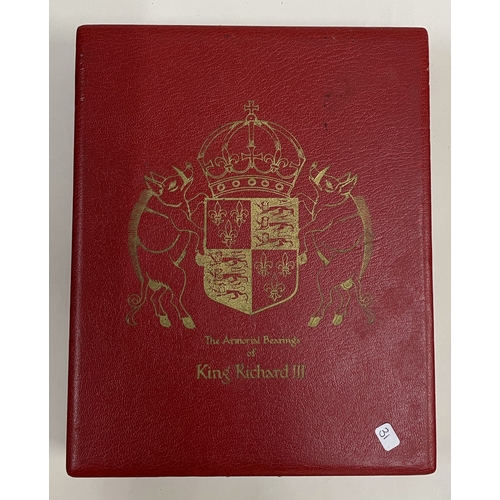 The Armorial Bearings
of
King Richard III
31